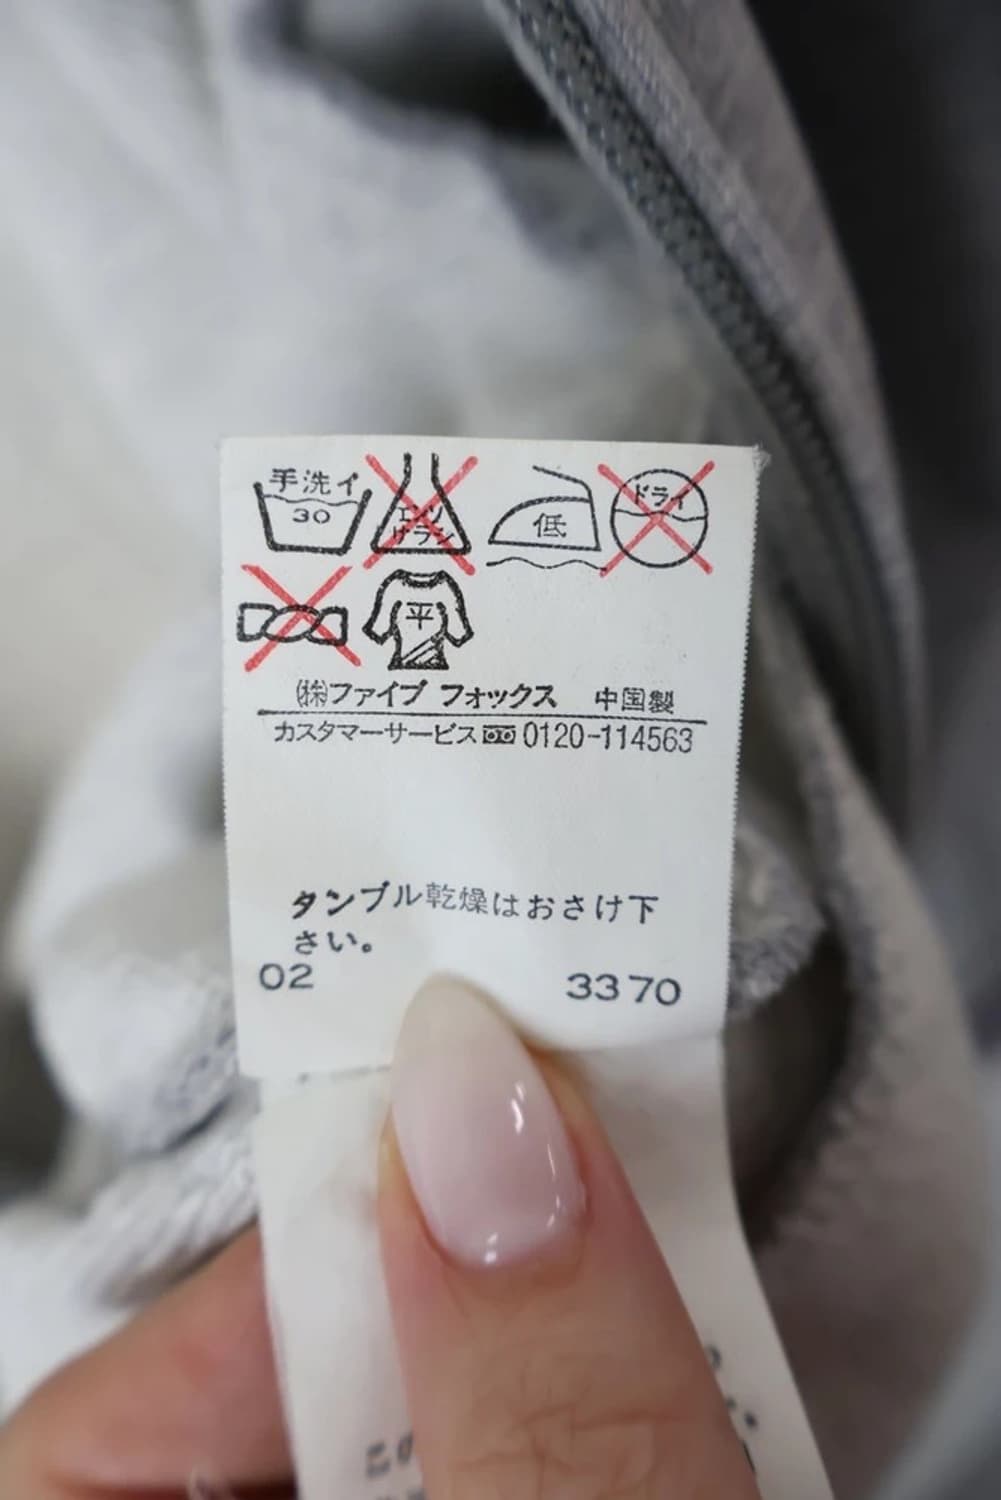 手洗イ
30
エンソ
サラシ
低
ドライ
平
㈱ファイブ フォックス 中国製
カスタマーサービス 0120-114563
タンブル乾燥はおさけ下
さい。
02 3370
この